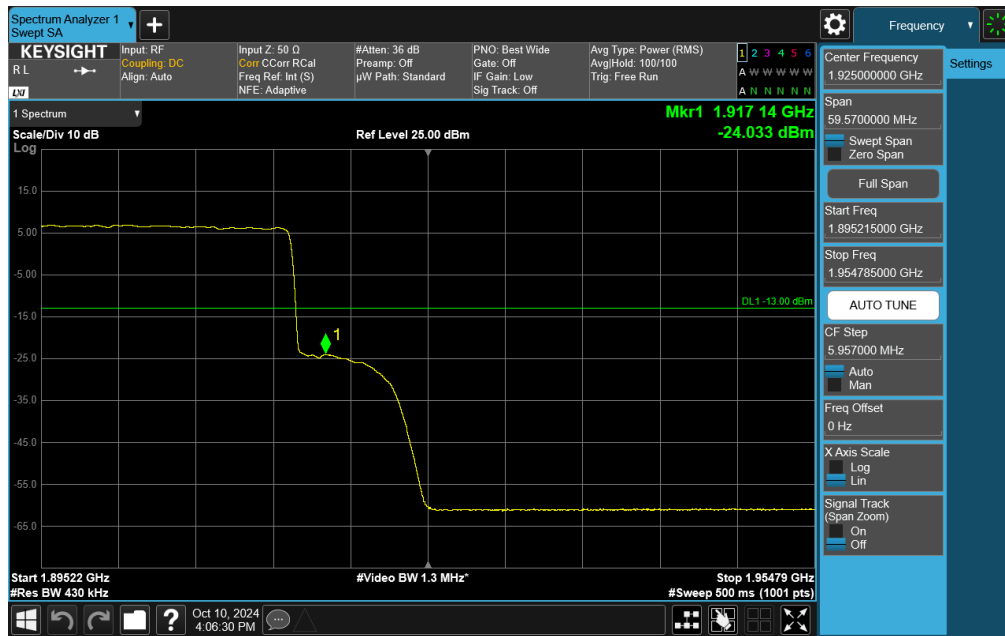 Spectrum Analyzer 1
Swept SA
Frequency
KEYSIGHT
R L
LXI
Input: RF
Coupling: DC
Align: Auto
Input Z: 50 Ω
Corr CCorr RCal
Freq Ref: Int (S)
NFE: Adaptive
#Atten: 36 dB
Preamp: Off
µW Path: Standard
PNO: Best Wide
Gate: Off
IF Gain: Low
Sig Track: Off
Avg Type: Power (RMS)
Avg|Hold: 100/100
Trig: Free Run
1 2 3 4 5 6
A W W W W W
A N N N N N
1 Spectrum
Mkr1 1.917 14 GHz
-24.033 dBm
Scale/Div 10 dB
Ref Level 25.00 dBm
Log
15.0
5.00
-5.00
-15.0
-25.0
-35.0
-45.0
-55.0
-65.0
DL1 -13.00 dBm
1
Start 1.89522 GHz
#Video BW 1.3 MHz*
Stop 1.95479 GHz
#Res BW 430 kHz
#Sweep 500 ms (1001 pts)
Center Frequency
1.925000000 GHz
Settings
Span
59.5700000 MHz
Swept Span
Zero Span
Full Span
Start Freq
1.895215000 GHz
Stop Freq
1.954785000 GHz
AUTO TUNE
CF Step
5.957000 MHz
Auto
Man
Freq Offset
0 Hz
X Axis Scale
Log
Lin
Signal Track
(Span Zoom)
On
Off
?
Oct 10, 2024
4:06:30 PM